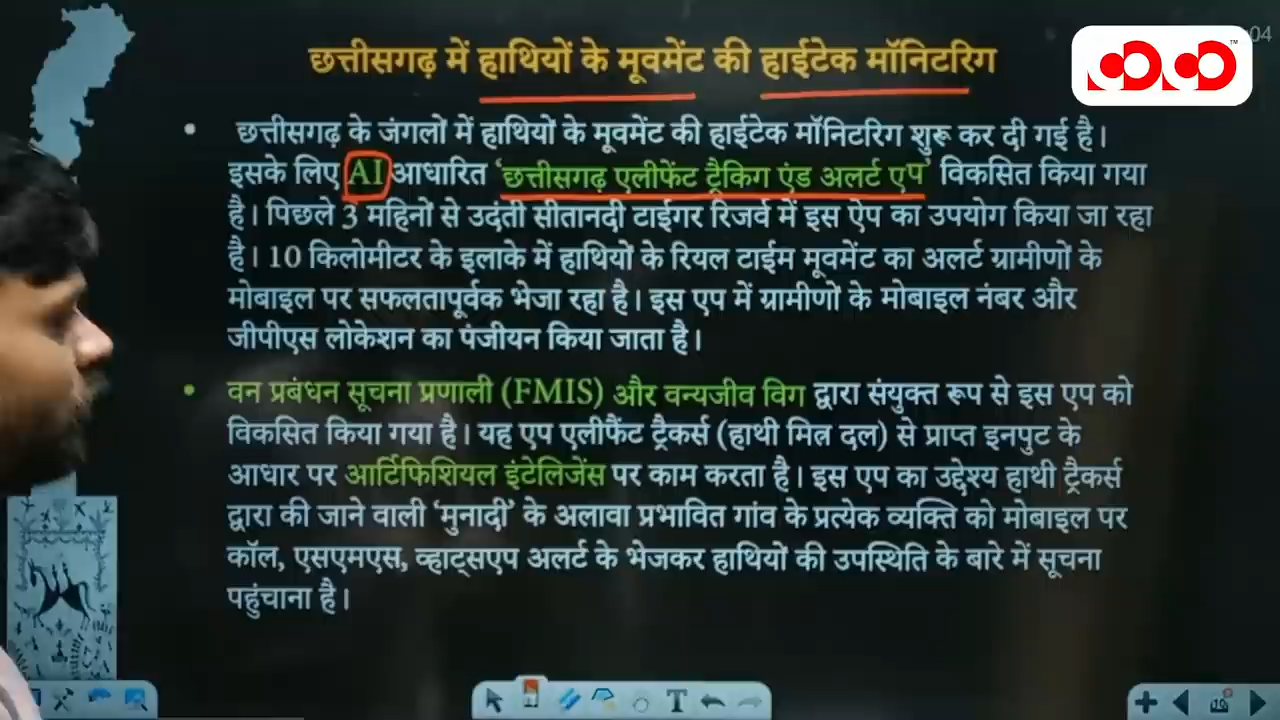 04
छत्तीसगढ़ में हाथियों के मूवमेंट की हाईटेक मॉनिटरिंग
छत्तीसगढ़ के जंगलों में हाथियों के मूवमेंट की हाईटेक मॉनिटरिंग शुरू कर दी गई है।
इसके लिए AI आधारित 'छत्तीसगढ़ एलीफेंट ट्रैकिंग एंड अलर्ट एप' विकसित किया गया
है। पिछले 3 महिनों से उदंती सीतानदी टाईगर रिजर्व में इस ऐप का उपयोग किया जा रहा
है। 10 किलोमीटर के इलाके में हाथियों के रियल टाईम मूवमेंट का अलर्ट ग्रामीणों के
मोबाइल पर सफलतापूर्वक भेजा रहा है। इस एप में ग्रामीणों के मोबाइल नंबर और
जीपीएस लोकेशन का पंजीयन किया जाता है।
वन प्रबंधन सूचना प्रणाली (FMIS) और वन्यजीव विंग द्वारा संयुक्त रूप से इस एप को
विकसित किया गया है। यह एप एलीफैंट ट्रैकर्स (हाथी मित्र दल) से प्राप्त इनपुट के
आधार पर आर्टिफिशियल इंटेलिजेंस पर काम करता है। इस एप का उद्देश्य हाथी ट्रैकर्स
द्वारा की जाने वाली 'मुनादी' के अलावा प्रभावित गांव के प्रत्येक व्यक्ति को मोबाइल पर
कॉल, एसएमएस, व्हाट्सएप अलर्ट के भेजकर हाथियों की उपस्थिति के बारे में सूचना
पहुंचाना है।